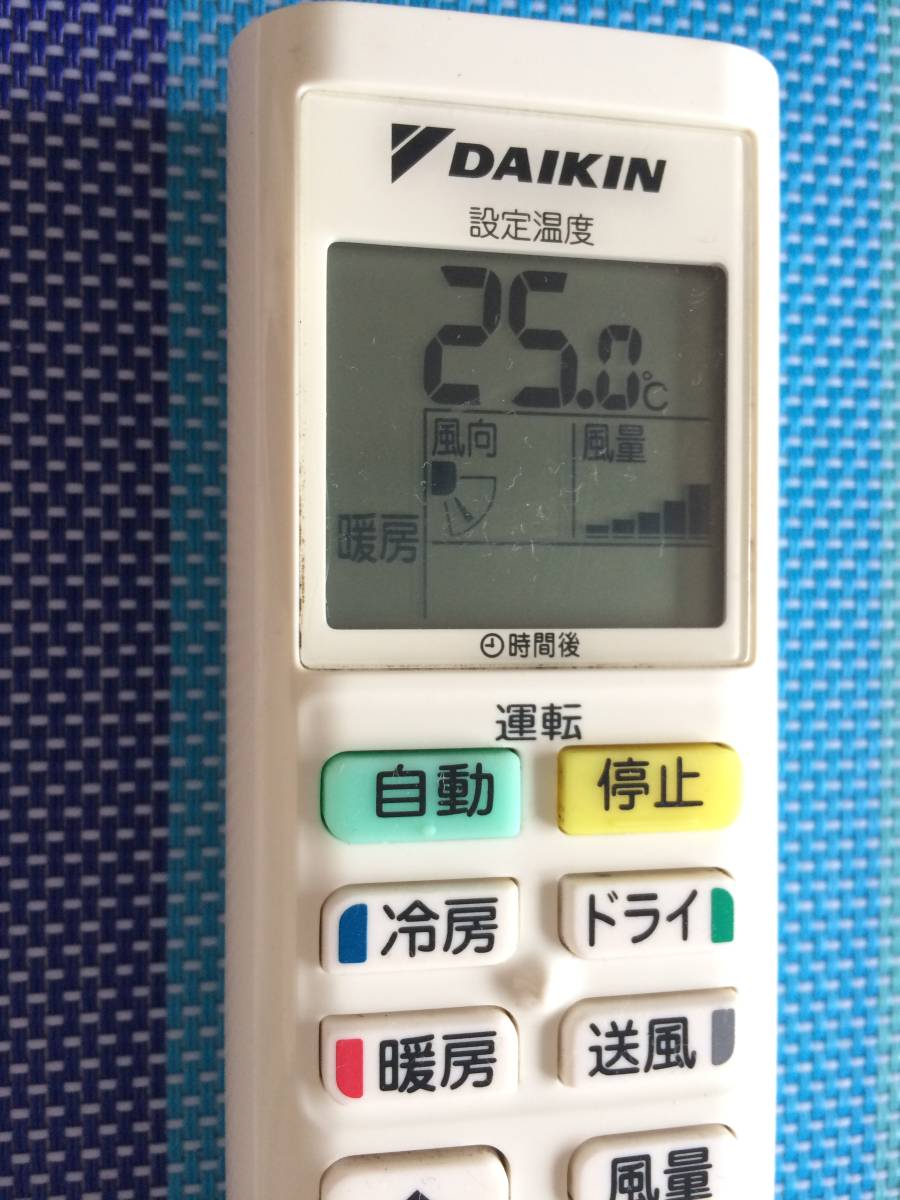 DAIKIN
設定温度
25.0℃
風向 風量
暖房
時間後
運転
自動 停止
冷房 ドライ
暖房 送風
風量